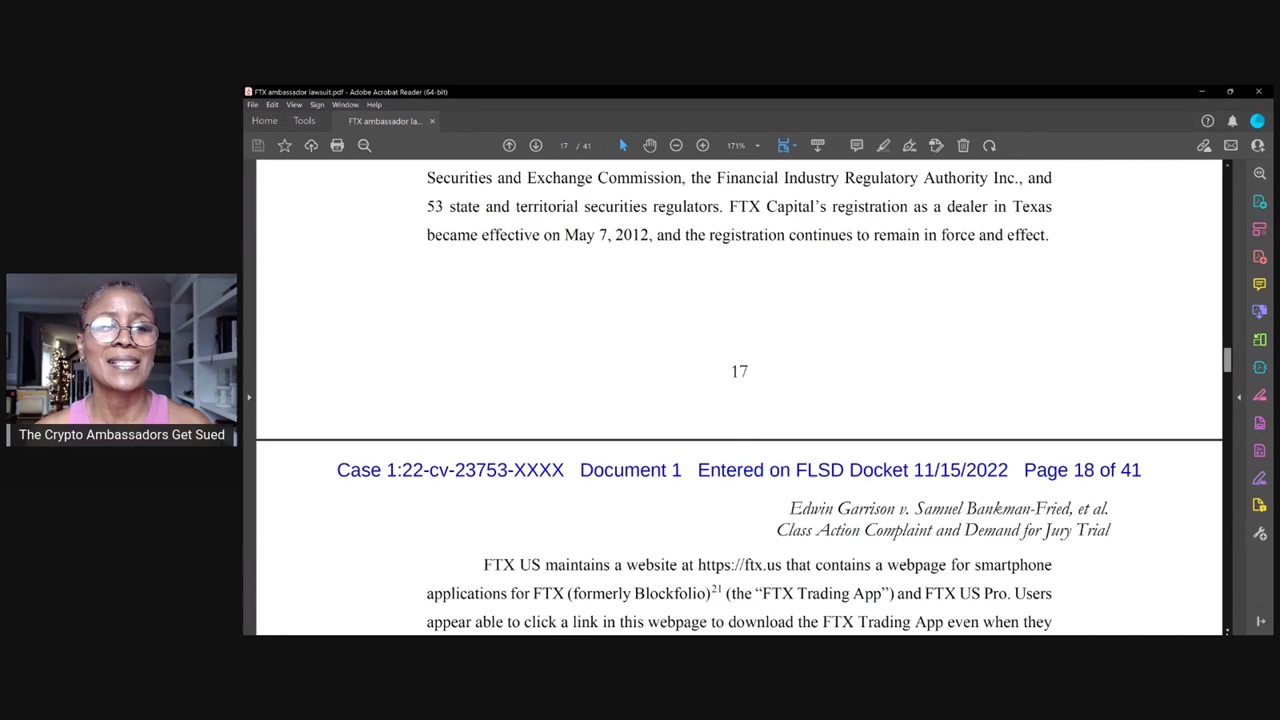 FTX ambassador lawsuit.pdf - Adobe Acrobat Reader (64-bit)
File Edit View Sign Window Help
Home Tools FTX ambassador la... ×
17 / 41 171%
Securities and Exchange Commission, the Financial Industry Regulatory Authority Inc., and
53 state and territorial securities regulators. FTX Capital’s registration as a dealer in Texas
became effective on May 7, 2012, and the registration continues to remain in force and effect.
17
The Crypto Ambassadors Get Sued
Case 1:22-cv-23753-XXXX Document 1 Entered on FLSD Docket 11/15/2022 Page 18 of 41
Edwin Garrison v. Samuel Bankman-Fried, et al.
Class Action Complaint and Demand for Jury Trial
FTX US maintains a website at https://ftx.us that contains a webpage for smartphone
applications for FTX (formerly Blockfolio)21 (the “FTX Trading App”) and FTX US Pro. Users
appear able to click a link in this webpage to download the FTX Trading App even when they